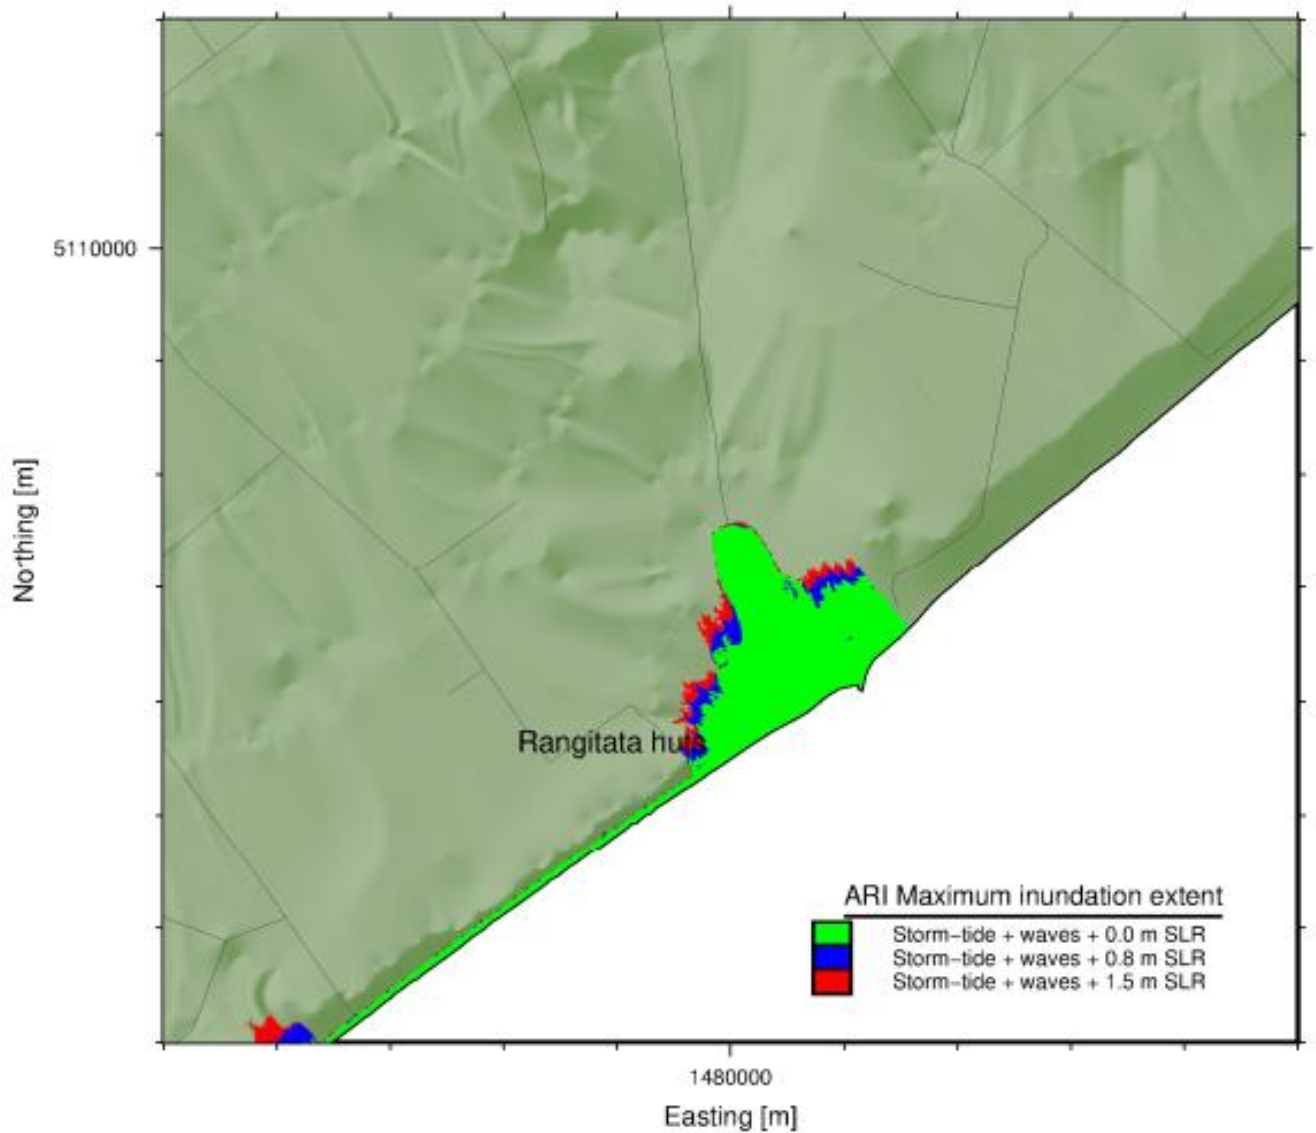 5110000
Northing [m]
Rangitata huts
ARI Maximum inundation extent
Storm-tide + waves + 0.0 m SLR
Storm-tide + waves + 0.8 m SLR
Storm-tide + waves + 1.5 m SLR
1480000
Easting [m]